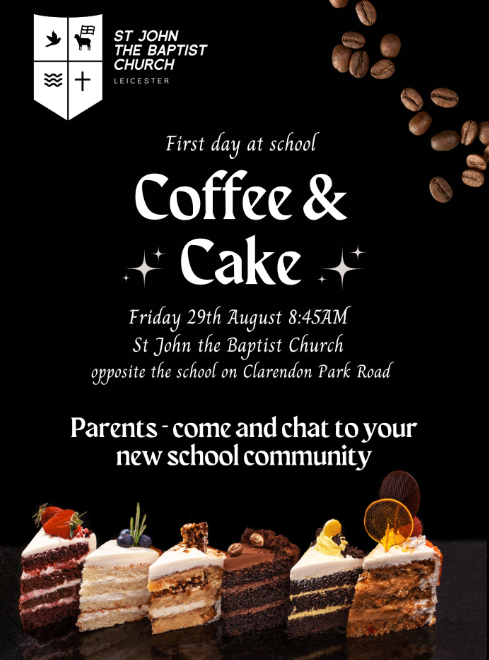 ST JOHN
THE BAPTIST
CHURCH
LEICESTER
First day at school
Coffee &
Cake
Friday 29th August 8:45AM
St John the Baptist Church
opposite the school on Clarendon Park Road
Parents - come and chat to your
new school community